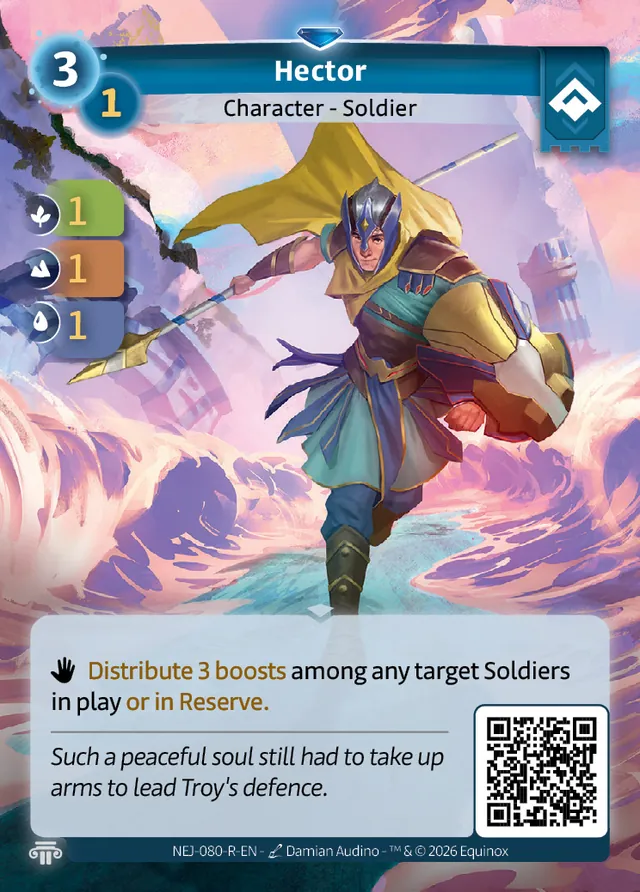 3
Hector
1
Character - Soldier
1
1
1
Distribute 3 boosts among any target Soldiers
in play or in Reserve.
Such a peaceful soul still had to take up
arms to lead Troy's defence.
NEJ-080-R-EN - Damian Audino - ™ & © 2026 Equinox